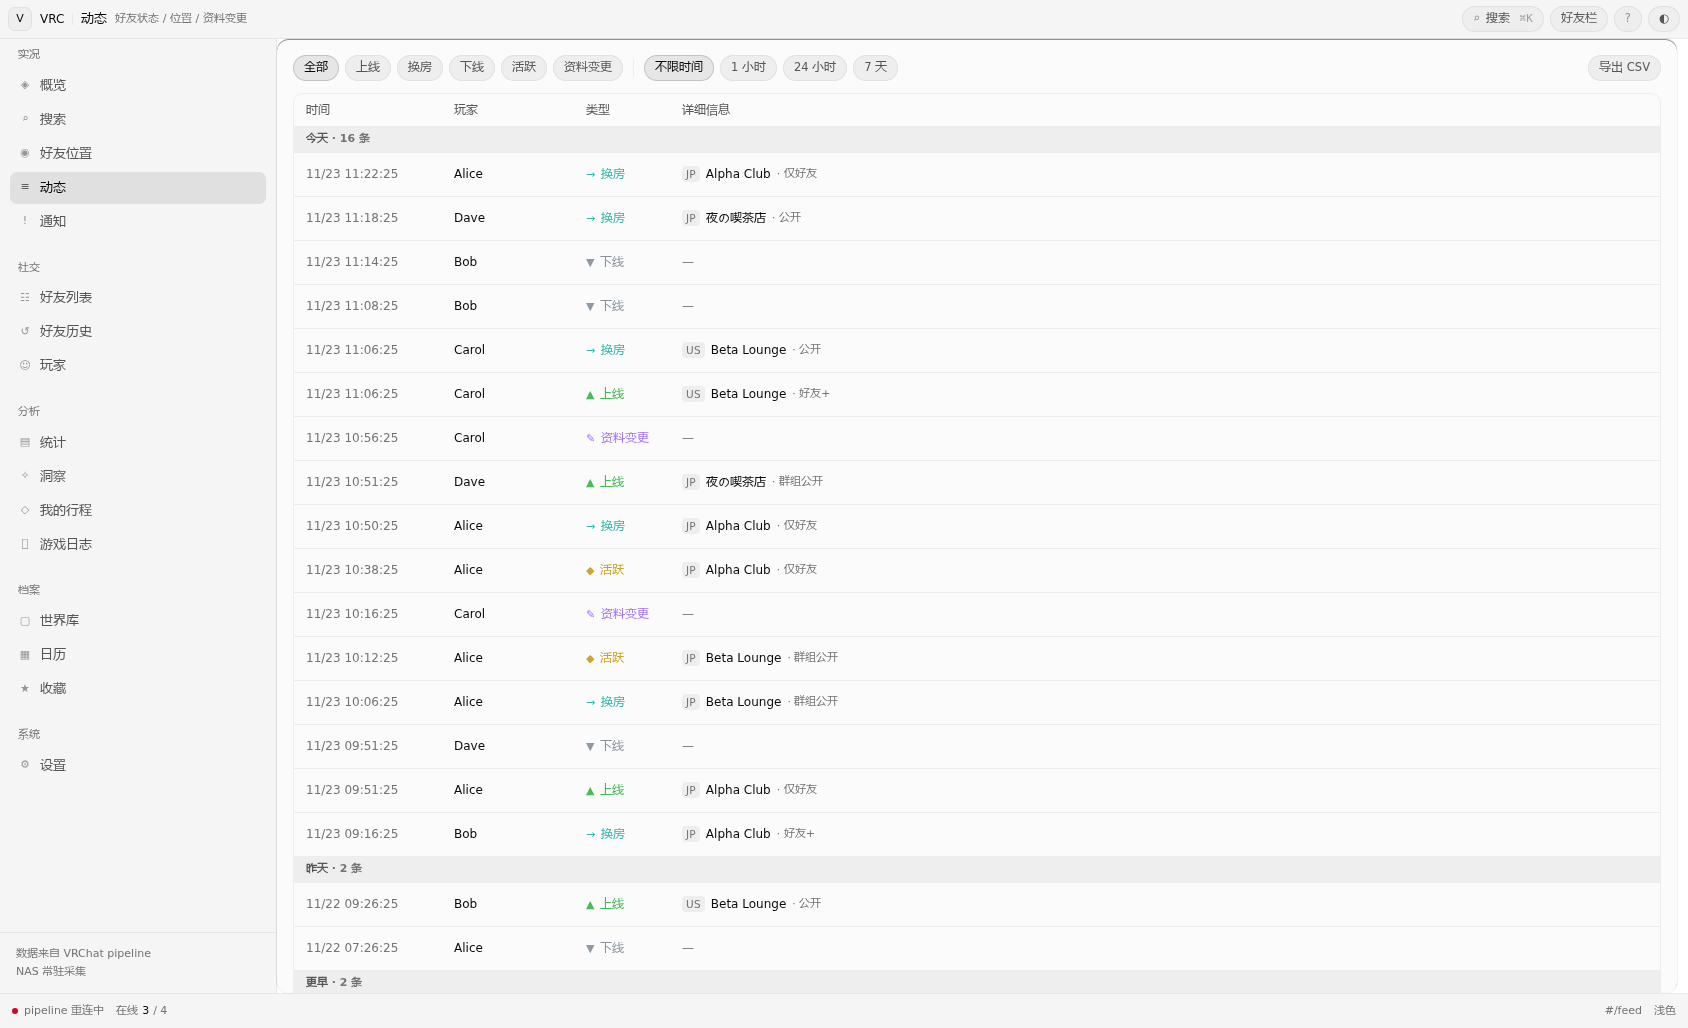 V VRC 动态 好友状态 / 位置 / 资料变更 搜索 ⌘K 好友栏 ?
实况
概览
搜索
好友位置
动态
通知
社交
好友列表
好友历史
玩家
分析
统计
洞察
我的行程
游戏日志
档案
世界库
日历
收藏
系统
设置
数据来自 VRChat pipeline
NAS 常驻采集
全部 上线 换房 下线 活跃 资料变更 不限时间 1 小时 24 小时 7 天 导出 CSV
时间 玩家 类型 详细信息
今天 · 16 条
11/23 11:22:25 Alice → 换房 JP Alpha Club · 仅好友
11/23 11:18:25 Dave → 换房 JP 夜の喫茶店 · 公开
11/23 11:14:25 Bob ▼ 下线 —
11/23 11:08:25 Bob ▼ 下线 —
11/23 11:06:25 Carol → 换房 US Beta Lounge · 公开
11/23 11:06:25 Carol ▲ 上线 US Beta Lounge · 好友+
11/23 10:56:25 Carol ✎ 资料变更 —
11/23 10:51:25 Dave ▲ 上线 JP 夜の喫茶店 · 群组公开
11/23 10:50:25 Alice → 换房 JP Alpha Club · 仅好友
11/23 10:38:25 Alice ◆ 活跃 JP Alpha Club · 仅好友
11/23 10:16:25 Carol ✎ 资料变更 —
11/23 10:12:25 Alice ◆ 活跃 JP Beta Lounge · 群组公开
11/23 10:06:25 Alice → 换房 JP Beta Lounge · 群组公开
11/23 09:51:25 Dave ▼ 下线 —
11/23 09:51:25 Alice ▲ 上线 JP Alpha Club · 仅好友
11/23 09:16:25 Bob → 换房 JP Alpha Club · 好友+
昨天 · 2 条
11/22 09:26:25 Bob ▲ 上线 US Beta Lounge · 公开
11/22 07:26:25 Alice ▼ 下线 —
更早 · 2 条
pipeline 重连中 在线 3 / 4 #/feed 浅色